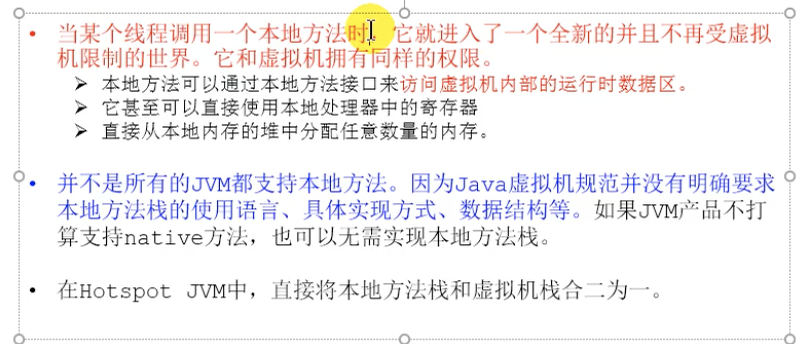 • 当某个线程调用一个本地方法时，它就进入了一个全新的并且不再受虚拟
机限制的世界。它和虚拟机拥有同样的权限。
➢ 本地方法可以通过本地方法接口来访问虚拟机内部的运行时数据区。
➢ 它甚至可以直接使用本地处理器中的寄存器
➢ 直接从本地内存的堆中分配任意数量的内存。
• 并不是所有的JVM都支持本地方法。因为Java虚拟机规范并没有明确要求
本地方法栈的使用语言、具体实现方式、数据结构等。如果JVM产品不打
算支持native方法，也可以无需实现本地方法栈。
• 在Hotspot JVM中，直接将本地方法栈和虚拟机栈合二为一。